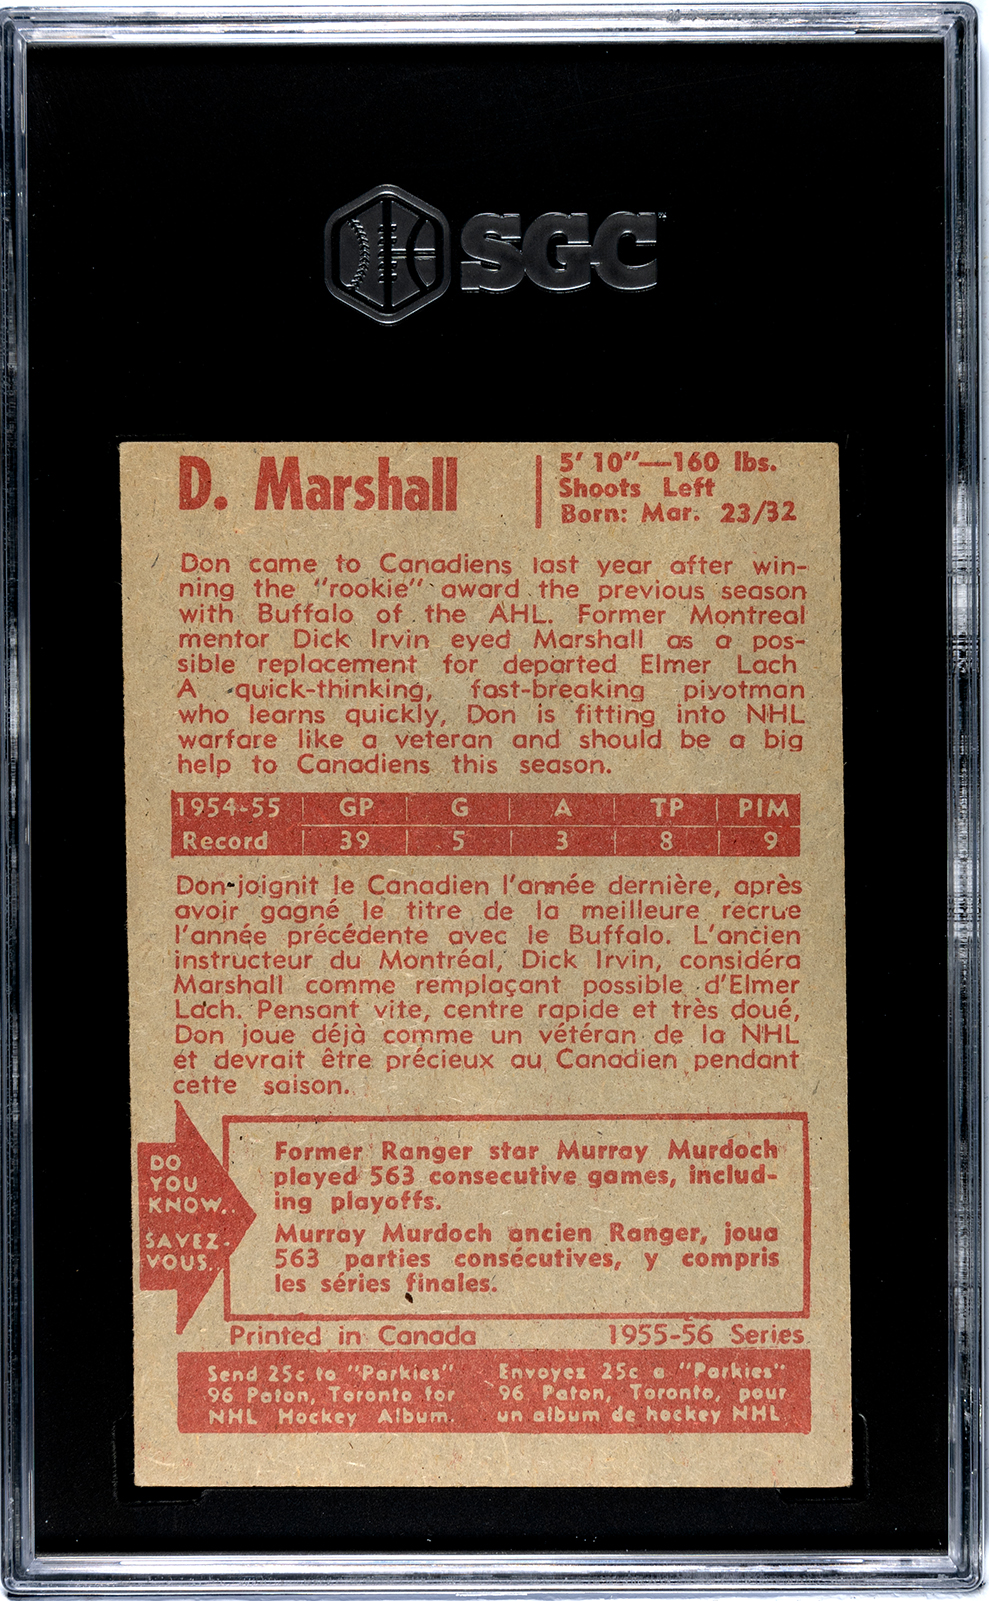 SGC
D. Marshall
5' 10"—160 lbs.
Shoots Left
Born: Mar. 23/32
Don came to Canadiens last year after win-
ning the "rookie" award the previous season
with Buffalo of the AHL. Former Montreal
mentor Dick Irvin eyed Marshall as a pos-
sible replacement for departed Elmer Lach
A quick-thinking, fast-breaking pivotman
who learns quickly, Don is fitting into NHL
warfare like a veteran and should be a big
help to Canadiens this season.
1954-55 GP G A TP PIM
Record 39 5 3 8 9
Don joignit le Canadien l'année dernière, après
avoir gagné le titre de la meilleure recrue
l'année précédente avec le Buffalo. L'ancien
instructeur du Montréal, Dick Irvin, considéra
Marshall comme remplaçant possible d'Elmer
Lach. Pensant vite, centre rapide et très doué,
Don joue déjà comme un vétéran de la NHL
et devrait être précieux au Canadien pendant
cette saison.
DO
YOU
KNOW..
SAVEZ-
VOUS..
Former Ranger star Murray Murdoch
played 563 consecutive games, includ-
ing playoffs.
Murray Murdoch ancien Ranger, joua
563 parties consécutives, y compris
les séries finales.
Printed in Canada 1955-56 Series
Send 25c to "Parkies"
96 Paton, Toronto for
NHL Hockey Album.
Envoyez 25c a "Parkies"
96 Paton, Toronto, pour
un album de hockey NHL